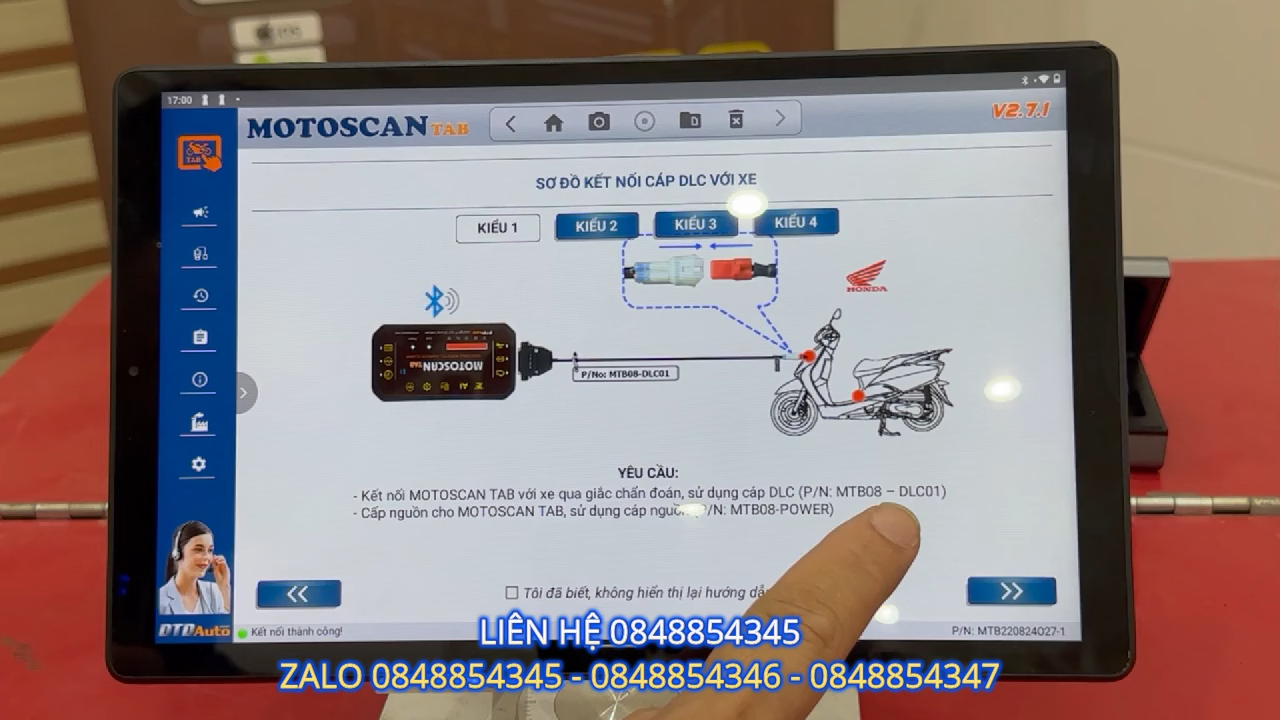 17:00
MOTOSCAN TAB
V2.7.1
TAB
SƠ ĐỒ KẾT NỐI CÁP DLC VỚI XE
KIỂU 1
KIỂU 2
KIỂU 3
KIỂU 4
HONDA
MOTOSCAN TAB
P/No: MTB08-DLC01
YÊU CẦU:
- Kết nối MOTOSCAN TAB với xe qua giắc chẩn đoán, sử dụng cáp DLC (P/N: MTB08 – DLC01)
- Cấp nguồn cho MOTOSCAN TAB, sử dụng cáp nguồn (P/N: MTB08-POWER)
<<
Tôi đã biết, không hiển thị lại hướng
>>
OTOAuto
Kết nối thành công!
P/N: MTB220824027-1
LIÊN HỆ 0848854345
ZALO 0848854345 - 0848854346 - 0848854347